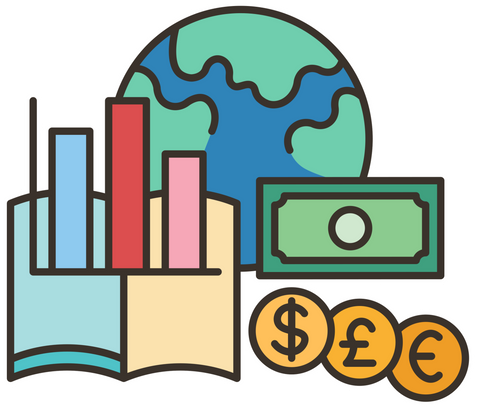 $ £ €